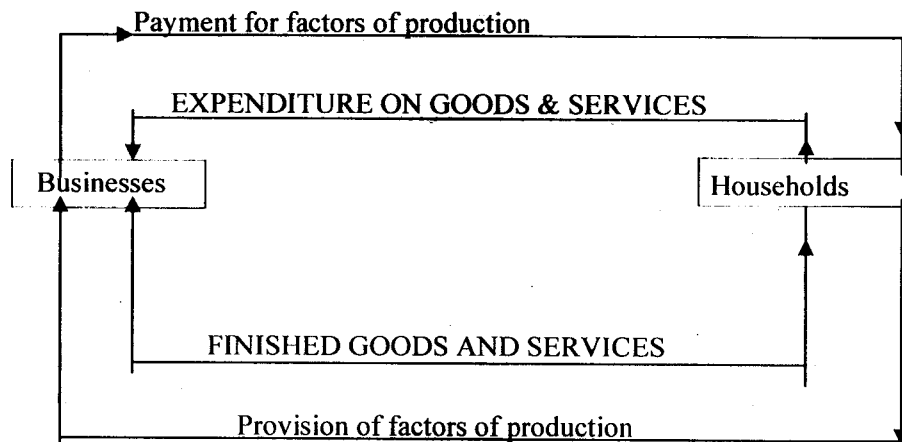 Payment for factors of production
EXPENDITURE ON GOODS & SERVICES
Businesses
Households
FINISHED GOODS AND SERVICES
Provision of factors of production